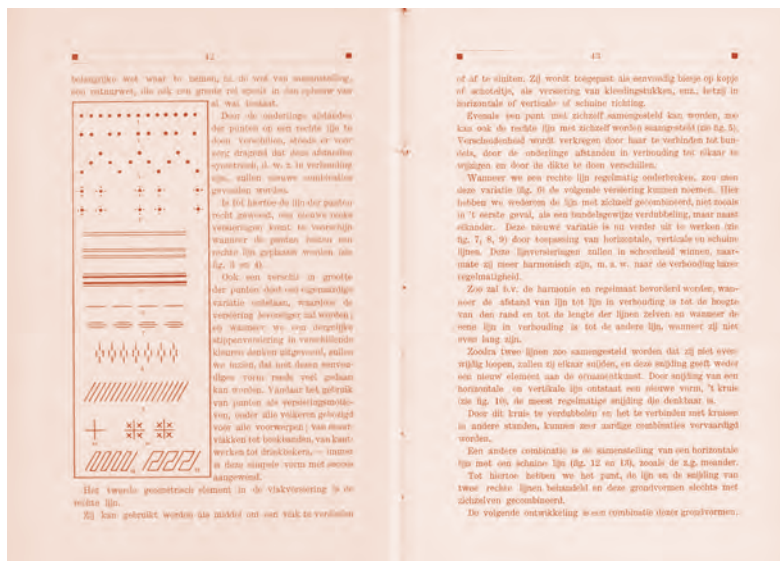 42
belangrijke wet waar te nemen, nl. de wet van samenstelling,
een natuurwet, die ook een groote rol speelt in den opbouw van
al wat bestaat.
Door de onderlinge afstanden
der punten op een rechte lijn te
doen verschillen, steeds er voor
zorg dragend dat deze afstanden
symetrisch, d. w. z. in verhouding
zijn, zullen nieuwe combinaties
gevonden worden.
Is tot hiertoe de lijn der punten
recht geweest, een nieuwe reeks
versieringen komt te voorschijn
wanneer de punten buiten een
rechte lijn geplaatst worden (zie
fig. 3 en 4).
Ook een verschil in grootte
der punten doet een eigenaardige
variatie ontstaan, waardoor de
versiering levendiger zal worden;
en wanneer we een dergelijke
stippenversiering in verschillende
kleuren denken uitgevoerd, zullen
we inzien, dat met dezen eenvou-
digen vorm reeds veel gedaan
kan worden. Vandaar het gebruik
van punten als versieringsmotie-
ven, onder alle volkeren gebezigd
voor alle voorwerpen; van
vlakken tot boekbanden, van kant-
werken tot drinkbekers, — immer
is deze simpele vorm met succes
aangewend.
Het tweede geometrisch element in de vlakversiering is de
rechte lijn.
Zij kan gebruikt worden als middel om een vlak te verdeelen
43
of af te sluiten. Zij wordt toegepast als eenvoudig biesje op kopje
of schoteltje, als versiering van kleedingstukken, enz., hetzij in
horizontale of verticale of schuine richting.
Evenals een punt met zichzelf samengesteld kan worden, zoo
kan ook de rechte lijn met zichzelf worden saamgesteld (zie fig. 5).
Verscheidenheid wordt verkregen door haar te verbinden tot bun-
dels, door de onderlinge afstanden in verhouding tot elkaar te
wijzigen en door de dikte te doen verschillen.
Wanneer we een rechte lijn regelmatig onderbreken, zou men
deze variatie (fig. 6) de volgende versiering kunnen noemen. Hier
hebben we wederom de lijn met zichzelf gecombineerd, niet zooals
in 't eerste geval, als een bundelsgewijze verdubbeling, maar naast
elkander. Deze nieuwe variatie is nu verder uit te werken (zie
fig. 7, 8, 9) door toepassing van horizontale, verticale en schuine
lijnen. Deze lijnversieringen zullen in schoonheid winnen, naar-
mate zij meer harmonisch zijn, m. a. w. naar de verhouding harer
regelmatigheid.
Zoo zal b.v. de harmonie en regelmaat bevorderd worden, wan-
neer de afstand van lijn tot lijn in verhouding is tot de hoogte
van den rand en tot de lengte der lijnen zelven en wanneer de
eene lijn in verhouding is tot de andere lijn, wanneer zij niet
even lang zijn.
Zoodra twee lijnen zoo samengesteld worden dat zij niet even-
wijdig loopen, zullen zij elkaar snijden, en deze snijding geeft weder
een nieuw element aan de ornamentkunst. Door snijding van een
horizontale en vertikale lijn ontstaat een nieuwe vorm, 't kruis
(zie fig. 10), de meest regelmatige snijding die denkbaar is.
Door dit kruis te verdubbelen en het te verbinden met kruisen
in andere standen, kunnen zeer aardige combinaties vervaardigd
worden.
Een andere combinatie is de samenstelling van een horizontale
lijn met een schuine lijn (fig. 12 en 13), zooals de z.g. meander.
Tot hiertoe hebben we het punt, de lijn en de snijding van
twee rechte lijnen behandeld en deze grondvormen slechts met
zichzelven gecombineerd.
De volgende ontwikkeling is een combinatie dezer grondvormen.